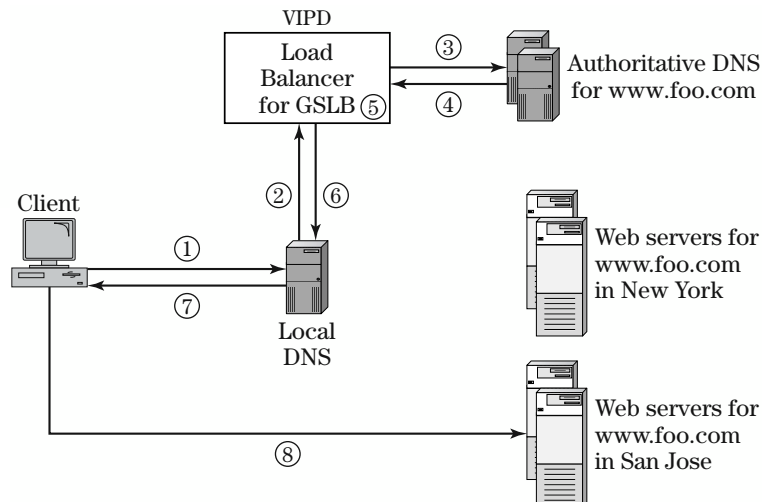 VIPD
Load
Balancer
for GSLB ⑤
③
④
Authoritative DNS
for www.foo.com
②
⑥
Client
①
⑦
Local
DNS
Web servers for
www.foo.com
in New York
Web servers for
www.foo.com
in San Jose
⑧